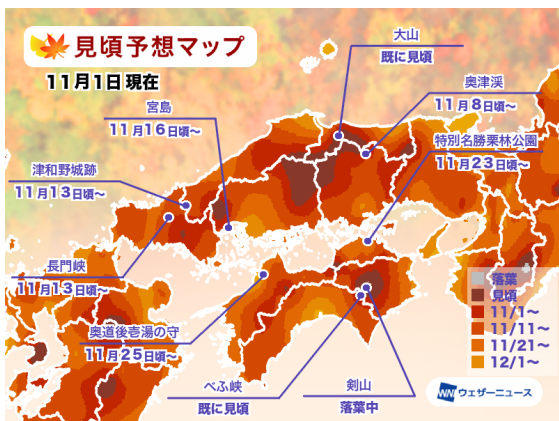 見頃予想マップ
11月1日 現在
大山
既に見頃
奥津渓
11月8日頃〜
宮島
11月16日頃〜
特別名勝栗林公園
11月23日頃〜
津和野城跡
11月13日頃〜
長門峡
11月13日頃〜
奥道後壱湯の守
11月25日頃〜
べふ峡
既に見頃
剣山
落葉中
落葉
見頃
11/1〜
11/11〜
11/21〜
12/1〜
WNI ウェザーニュース